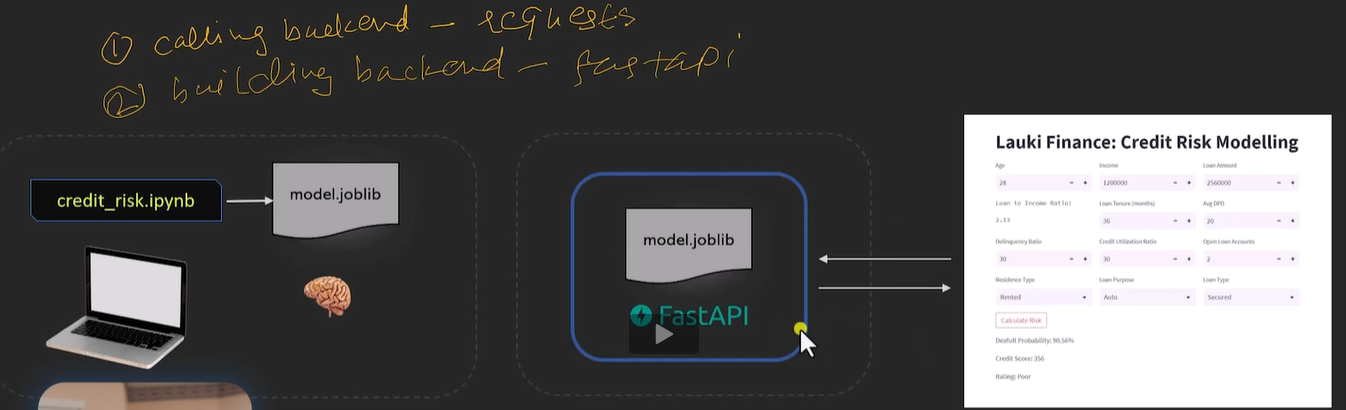 ① calling backend - requests
② building backend - fastapi
credit_risk.ipynb
model.joblib
model.joblib
FastAPI
Lauki Finance: Credit Risk Modelling
Age Income Loan Amount
28 - + 1200000 - + 2560000 - +
Loan to Income Ratio: Loan Tenure (months) Avg DPD
2.13 36 - + 20 - +
Delinquency Ratio Credit Utilization Ratio Open Loan Accounts
30 - + 30 - + 2 - +
Residence Type Loan Purpose Loan Type
Rented Auto Secured
Calculate Risk
Deafult Probability: 90.56%
Credit Score: 356
Rating: Poor